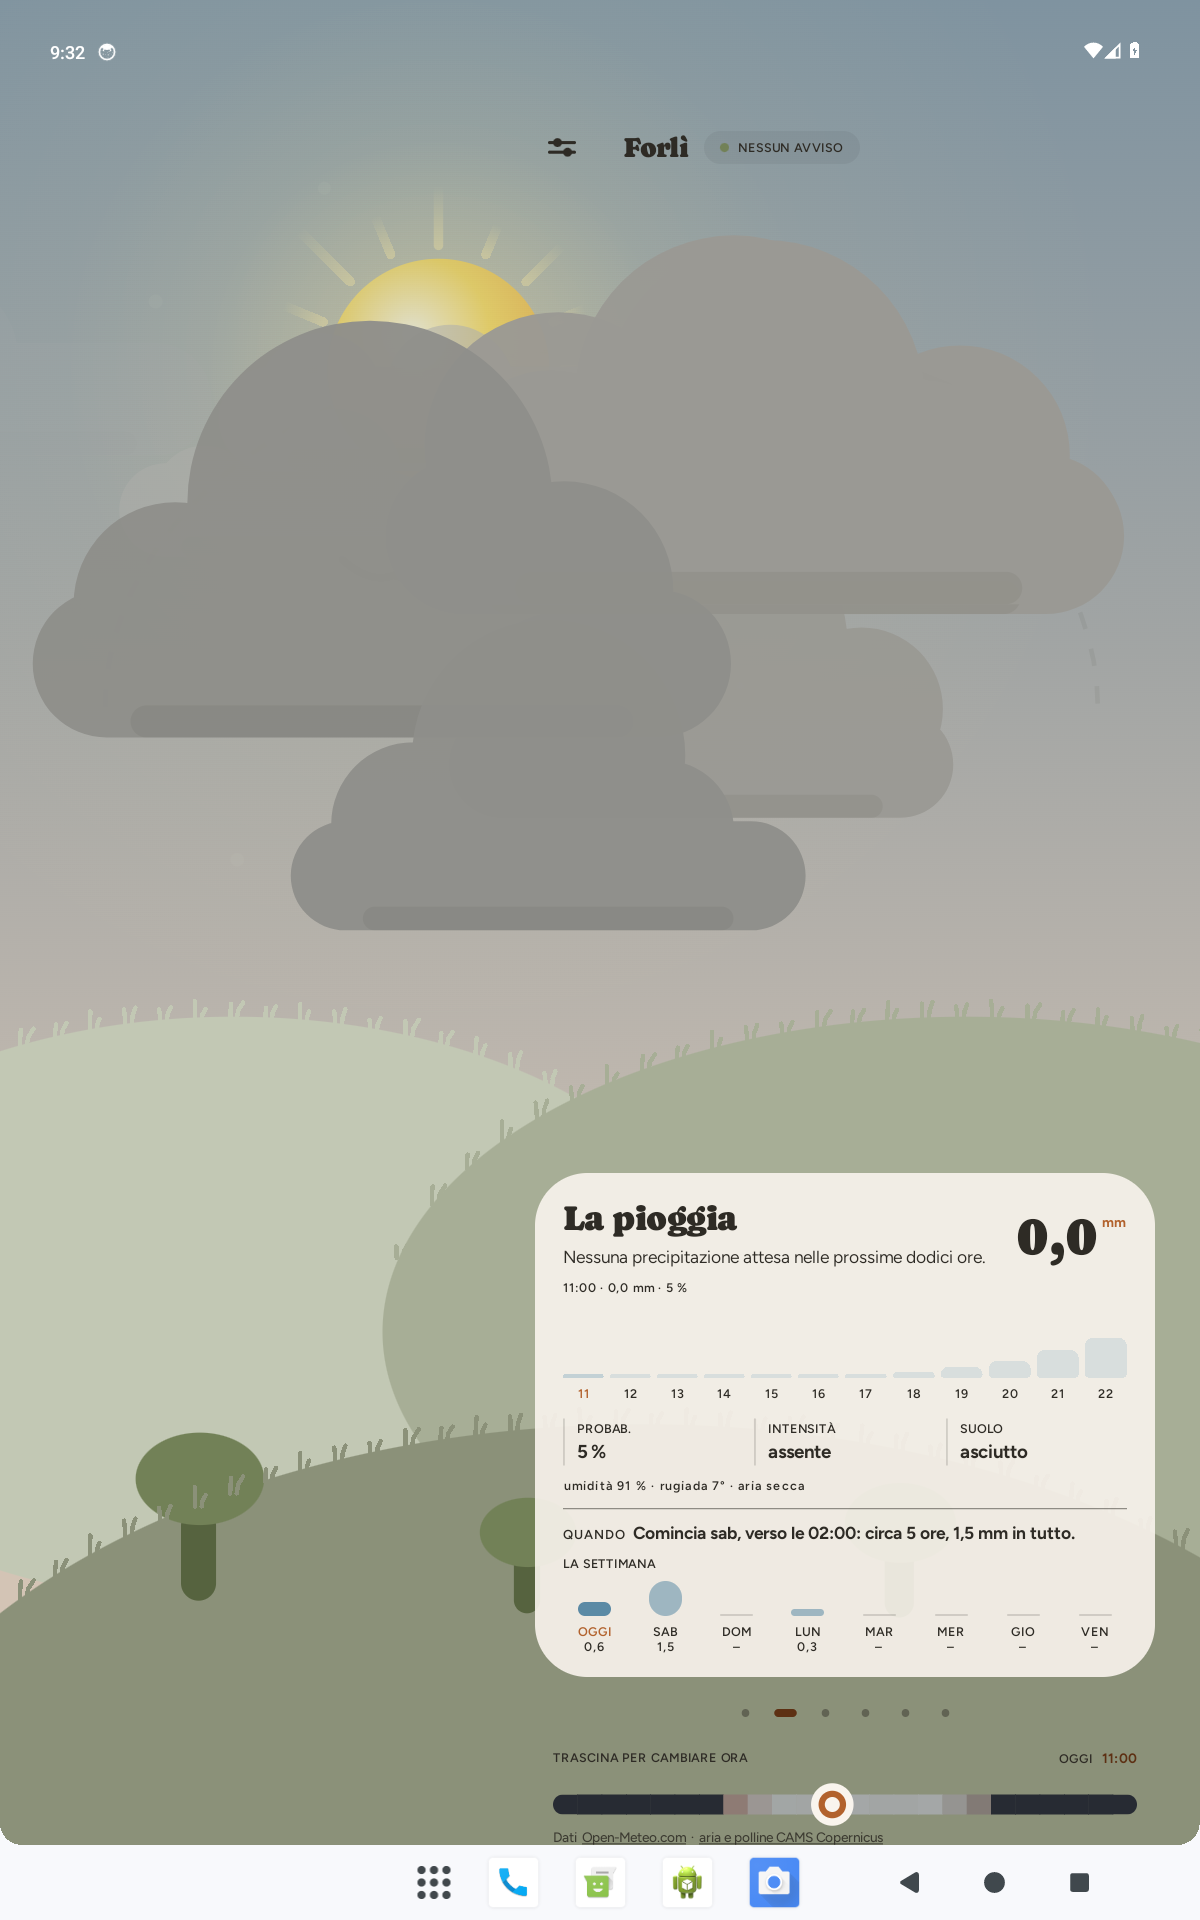 9:32
Forlì
NESSUN AVVISO
La pioggia
0,0 mm
Nessuna precipitazione attesa nelle prossime dodici ore.
11:00 · 0,0 mm · 5 %
11 12 13 14 15 16 17 18 19 20 21 22
PROBAB. INTENSITÀ SUOLO
5 % assente asciutto
umidità 91 % · rugiada 7° · aria secca
QUANDO Comincia sab, verso le 02:00: circa 5 ore, 1,5 mm in tutto.
LA SETTIMANA
OGGI SAB DOM LUN MAR MER GIO VEN
0,6 1,5 – 0,3 – – – –
TRASCINA PER CAMBIARE ORA OGGI 11:00
Dati Open-Meteo.com · aria e polline CAMS Copernicus